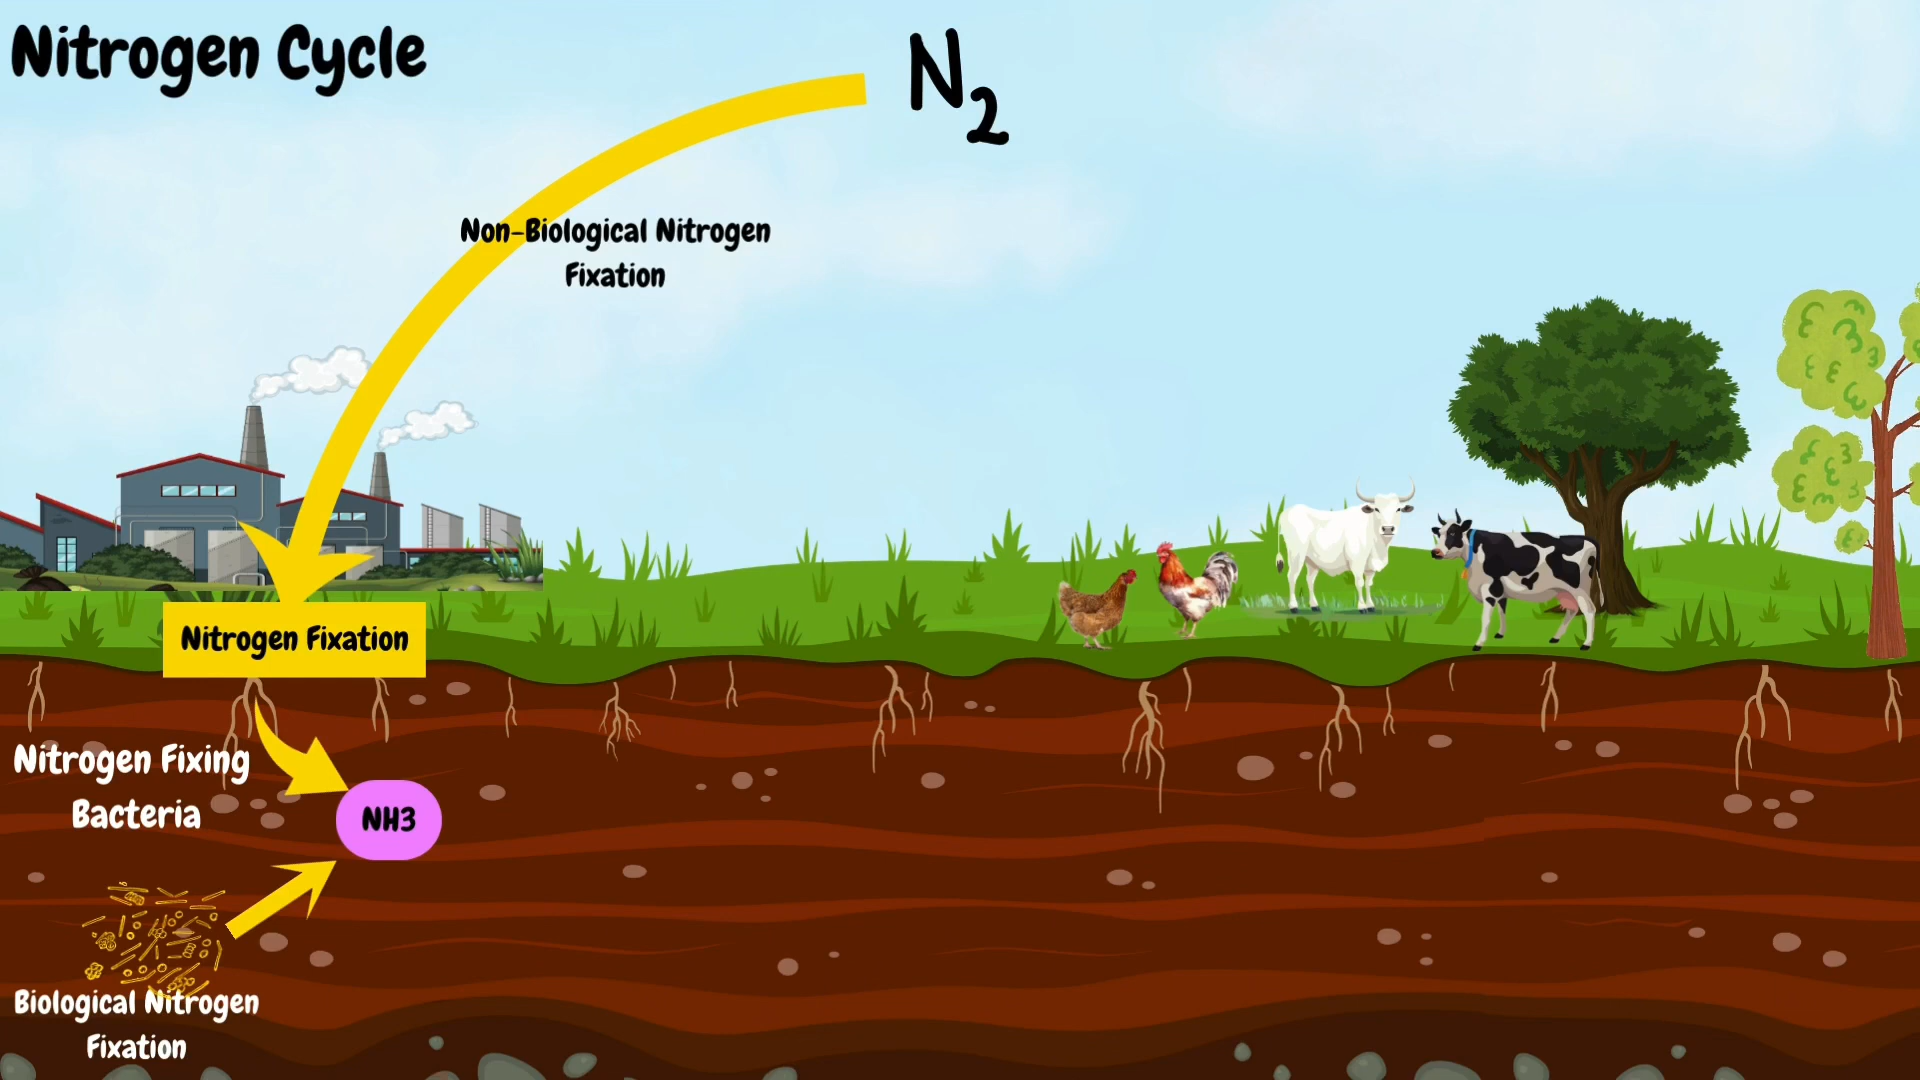 Nitrogen Cycle
N2
Non-Biological Nitrogen
Fixation
Nitrogen Fixation
Nitrogen Fixing
Bacteria
NH3
Biological Nitrogen
Fixation